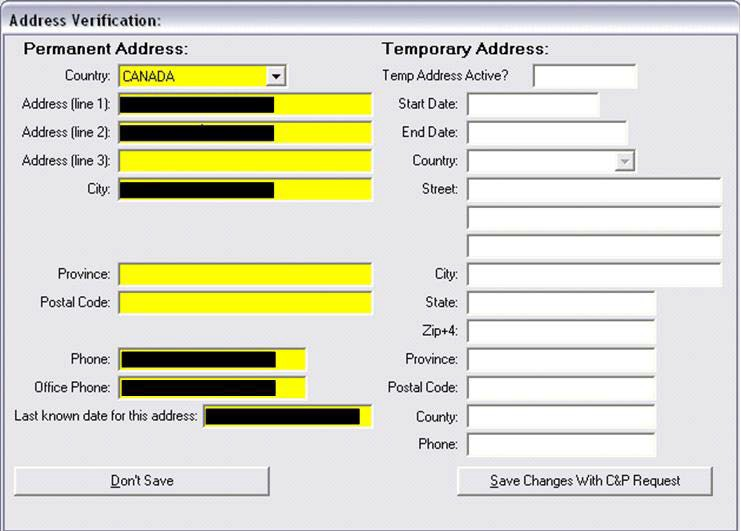 Address Verification:
Permanent Address:
Country: CANADA
Address (line 1):
Address (line 2):
Address (line 3):
City:
Province:
Postal Code:
Phone:
Office Phone:
Last known date for this address:
Temporary Address:
Temp Address Active?
Start Date:
End Date:
Country:
Street:
City:
State:
Zip+4:
Province:
Postal Code:
County:
Phone:
Don't Save
Save Changes With C&P Request